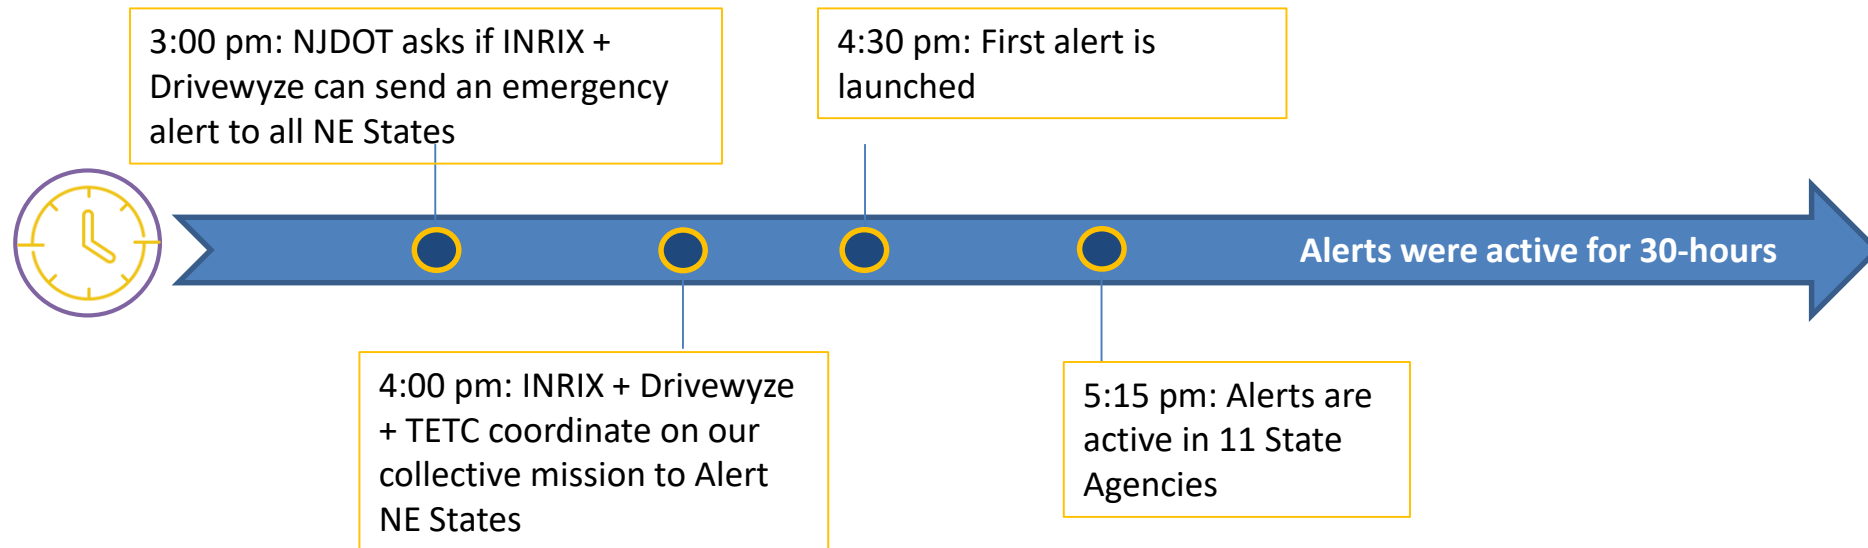 3:00 pm: NJDOT asks if INRIX +
Drivewyze can send an emergency
alert to all NE States
4:30 pm: First alert is
launched
Alerts were active for 30-hours
4:00 pm: INRIX + Drivewyze
+ TETC coordinate on our
collective mission to Alert
NE States
5:15 pm: Alerts are
active in 11 State
Agencies